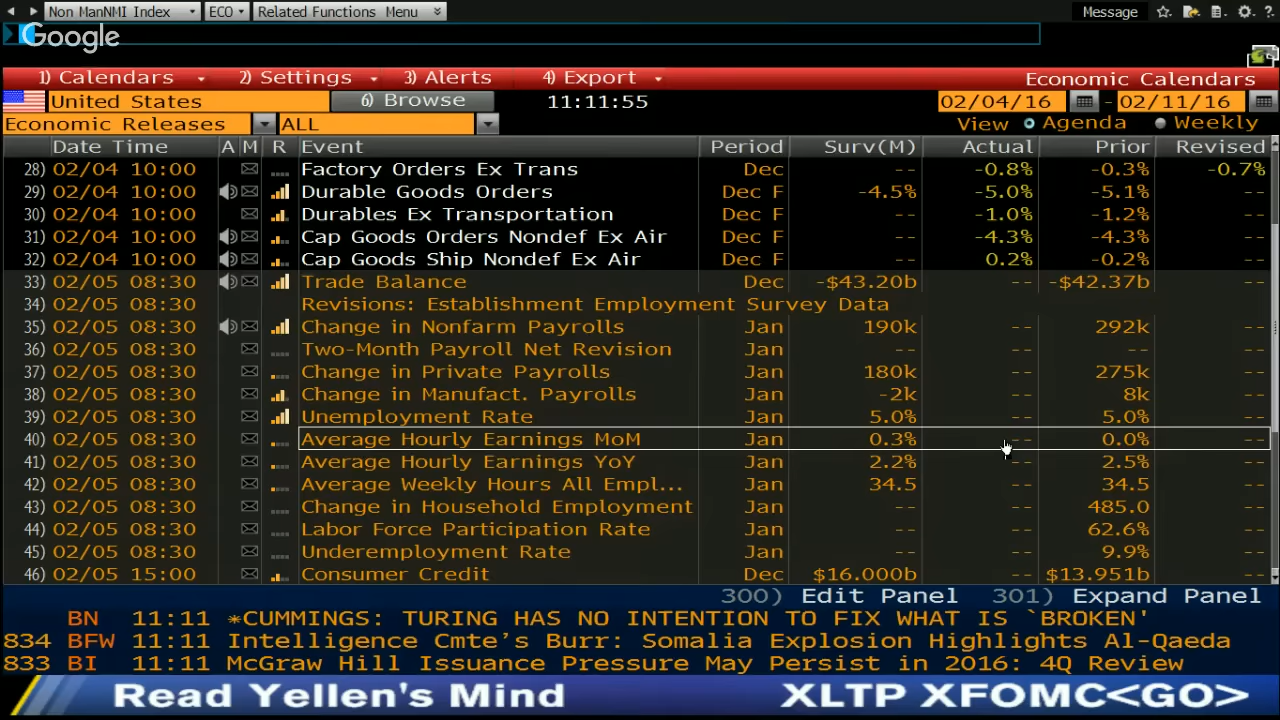 Non ManNMI Index ECO Related Functions Menu Message
Google
1) Calendars 2) Settings 3) Alerts 4) Export Economic Calendars
United States 6) Browse 11:11:55 02/04/16 - 02/11/16
Economic Releases ALL View Agenda Weekly
Date Time A M R Event Period Surv(M) Actual Prior Revised
28) 02/04 10:00 Factory Orders Ex Trans Dec -- -0.8% -0.3% -0.7%
29) 02/04 10:00 Durable Goods Orders Dec F -4.5% -5.0% -5.1% --
30) 02/04 10:00 Durables Ex Transportation Dec F -- -1.0% -1.2% --
31) 02/04 10:00 Cap Goods Orders Nondef Ex Air Dec F -- -4.3% -4.3% --
32) 02/04 10:00 Cap Goods Ship Nondef Ex Air Dec F -- 0.2% -0.2% --
33) 02/05 08:30 Trade Balance Dec -$43.20b -- -$42.37b --
34) 02/05 08:30 Revisions: Establishment Employment Survey Data
35) 02/05 08:30 Change in Nonfarm Payrolls Jan 190k -- 292k --
36) 02/05 08:30 Two-Month Payroll Net Revision Jan -- -- -- --
37) 02/05 08:30 Change in Private Payrolls Jan 180k -- 275k --
38) 02/05 08:30 Change in Manufact. Payrolls Jan -2k -- 8k --
39) 02/05 08:30 Unemployment Rate Jan 5.0% -- 5.0% --
40) 02/05 08:30 Average Hourly Earnings MoM Jan 0.3% -- 0.0% --
41) 02/05 08:30 Average Hourly Earnings YoY Jan 2.2% -- 2.5% --
42) 02/05 08:30 Average Weekly Hours All Empl... Jan 34.5 -- 34.5 --
43) 02/05 08:30 Change in Household Employment Jan -- -- 485.0 --
44) 02/05 08:30 Labor Force Participation Rate Jan -- -- 62.6% --
45) 02/05 08:30 Underemployment Rate Jan -- -- 9.9% --
46) 02/05 15:00 Consumer Credit Dec $16.000b -- $13.951b --
300) Edit Panel 301) Expand Panel
BN 11:11 *CUMMINGS: TURING HAS NO INTENTION TO FIX WHAT IS `BROKEN'
834 BFW 11:11 Intelligence Cmte's Burr: Somalia Explosion Highlights Al-Qaeda
833 BI 11:11 McGraw Hill Issuance Pressure May Persist in 2016: 4Q Review
Read Yellen's Mind XLTP XFOMC<GO>